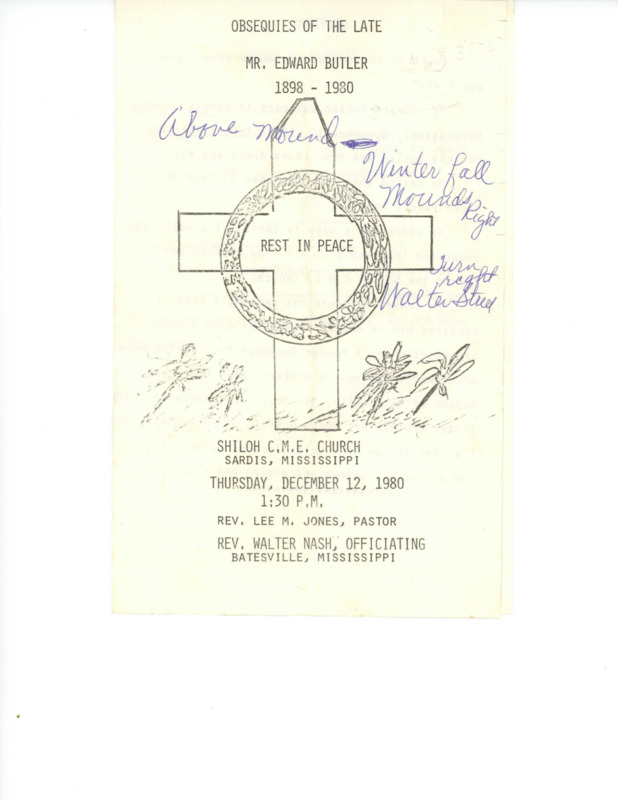 OBSEQUIES OF THE LATE
MR. EDWARD BUTLER
1898 - 1980
Above Mound
Winter fall
Mounds
Right
REST IN PEACE
Turn
Walter
SHILOH C.M.E. CHURCH
SARDIS, MISSISSIPPI
THURSDAY, DECEMBER 12, 1980
1:30 P.M.
REV. LEE M. JONES, PASTOR
REV. WALTER NASH, OFFICIATING
BATESVILLE, MISSISSIPPI